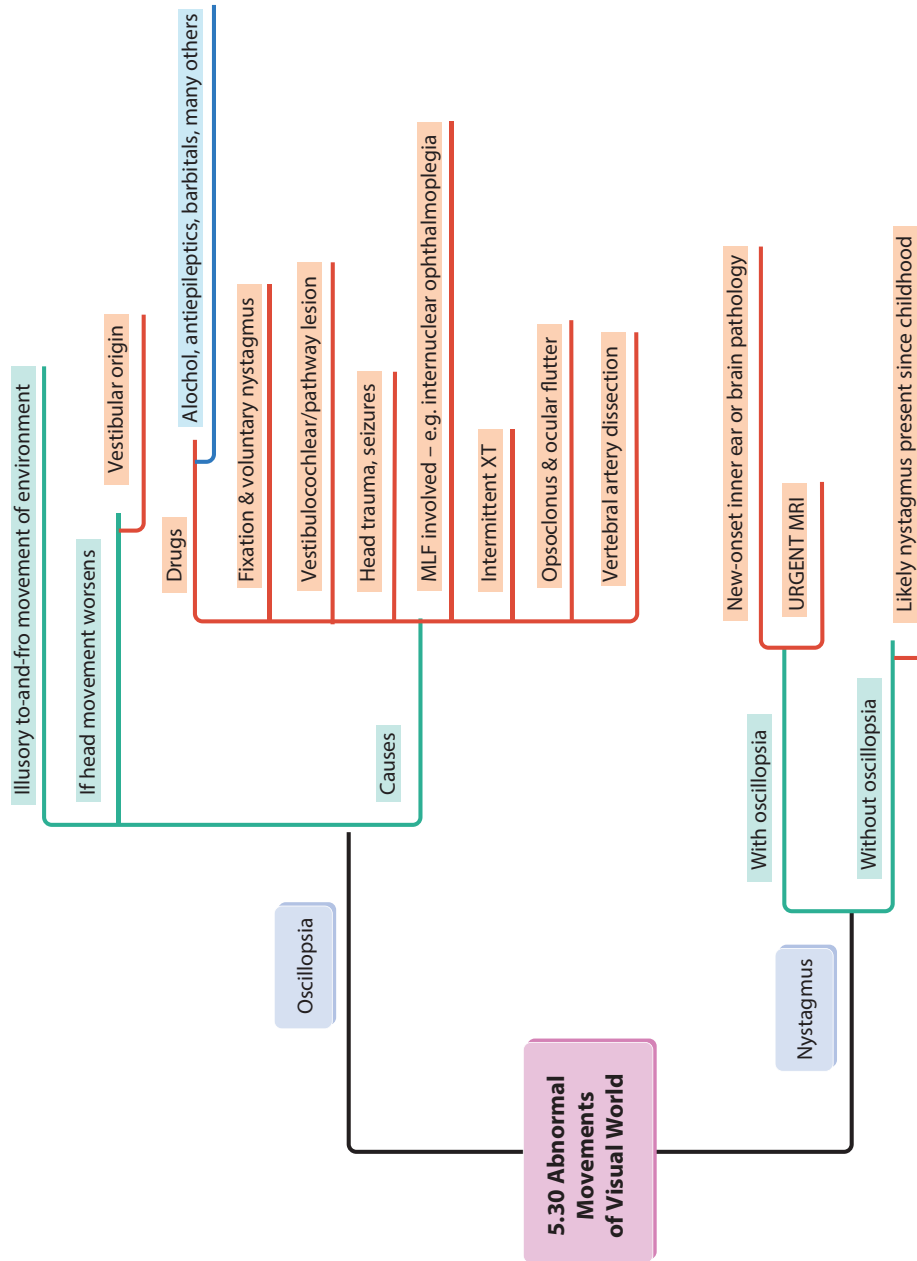 5.30 Abnormal
Movements
of Visual World
Oscillopsia
Illusory to-and-fro movement of environment
If head movement worsens
Vestibular origin
Causes
Drugs
Alochol, antiepileptics, barbitals, many others
Fixation & voluntary nystagmus
Vestibulocochlear/pathway lesion
Head trauma, seizures
MLF involved – e.g. internuclear ophthalmoplegia
Intermittent XT
Opsoclonus & ocular flutter
Vertebral artery dissection
Nystagmus
With oscillopsia
New-onset inner ear or brain pathology
URGENT MRI
Without oscillopsia
Likely nystagmus present since childhood